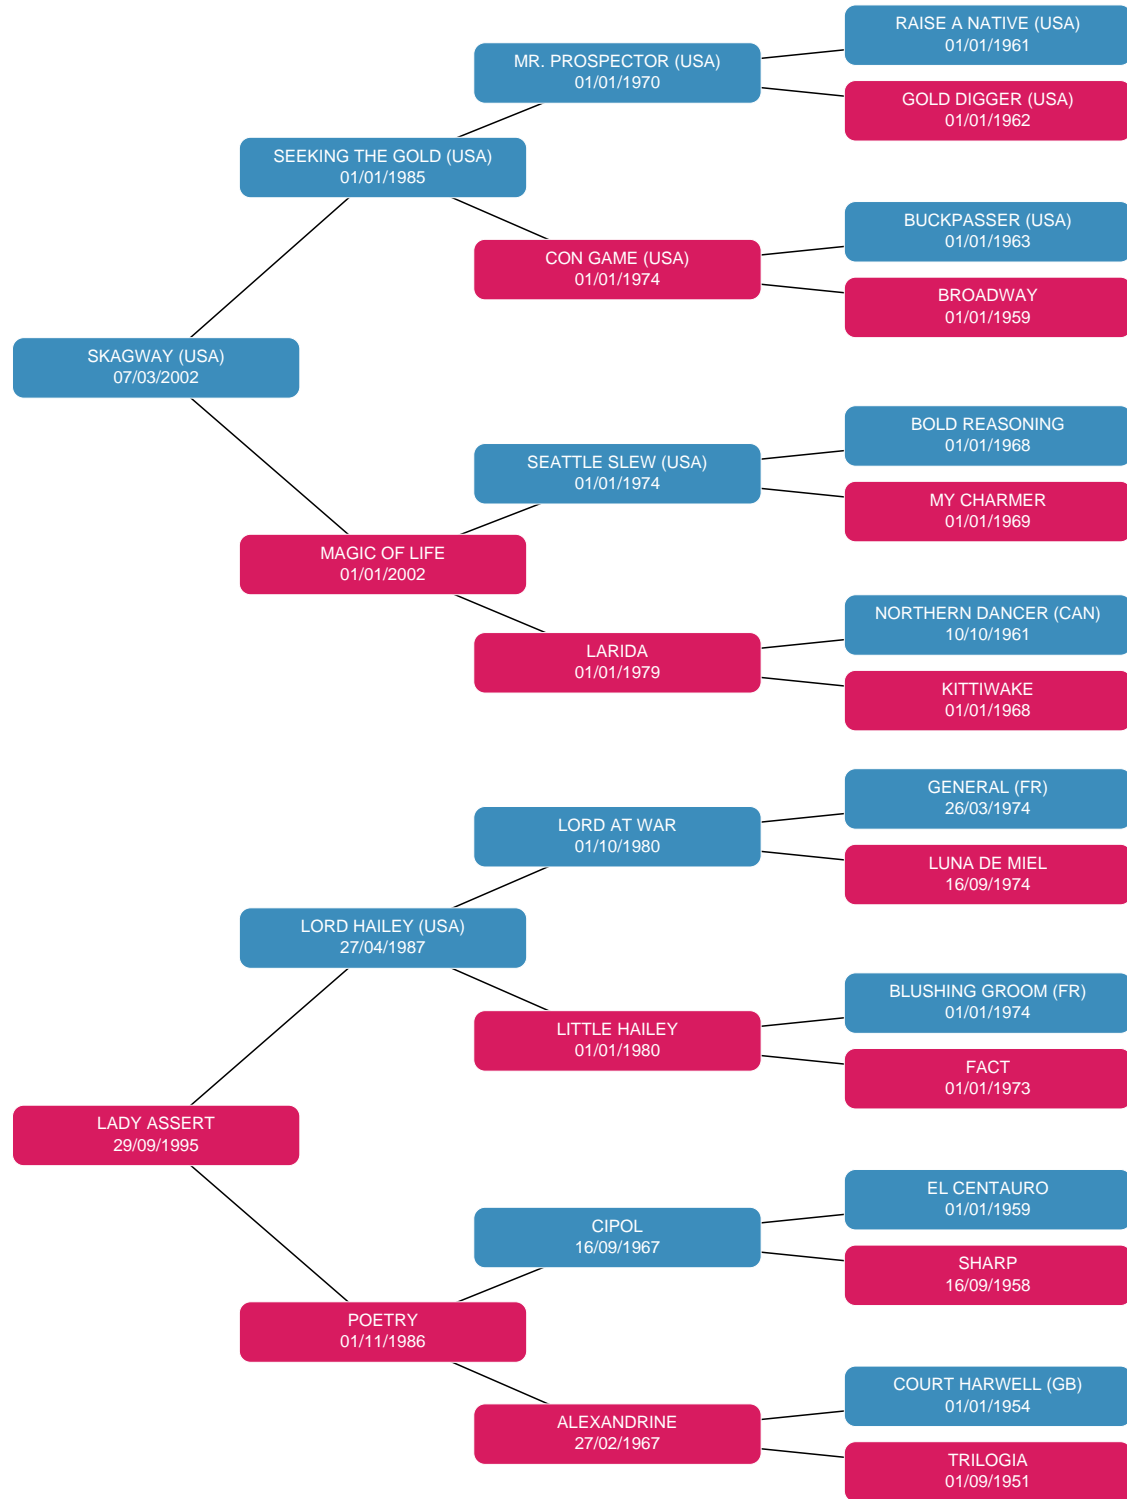 RAISE A NATIVE (USA)
01/01/1961
MR. PROSPECTOR (USA)
01/01/1970
GOLD DIGGER (USA)
01/01/1962
SEEKING THE GOLD (USA)
01/01/1985
BUCKPASSER (USA)
01/01/1963
CON GAME (USA)
01/01/1974
BROADWAY
01/01/1959
SKAGWAY (USA)
07/03/2002
BOLD REASONING
01/01/1968
SEATTLE SLEW (USA)
01/01/1974
MY CHARMER
01/01/1969
MAGIC OF LIFE
01/01/2002
NORTHERN DANCER (CAN)
10/10/1961
LARIDA
01/01/1979
KITTIWAKE
01/01/1968
GENERAL (FR)
26/03/1974
LORD AT WAR
01/10/1980
LUNA DE MIEL
16/09/1974
LORD HAILEY (USA)
27/04/1987
BLUSHING GROOM (FR)
01/01/1974
LITTLE HAILEY
01/01/1980
FACT
01/01/1973
LADY ASSERT
29/09/1995
EL CENTAURO
01/01/1959
CIPOL
16/09/1967
SHARP
16/09/1958
POETRY
01/11/1986
COURT HARWELL (GB)
01/01/1954
ALEXANDRINE
27/02/1967
TRILOGIA
01/09/1951